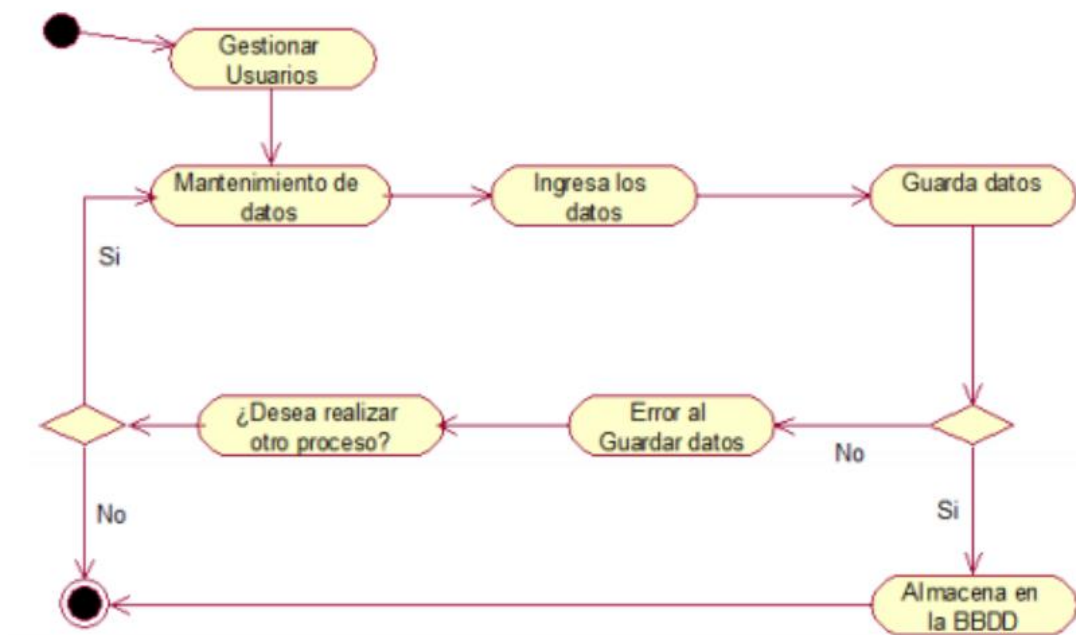 Gestionar
Usuarios
Mantenimiento de
datos
Ingresa los
datos
Guarda datos
Si
¿Desea realizar
otro proceso?
Error al
Guardar datos
No
No
Si
Almacena en
la BBDD